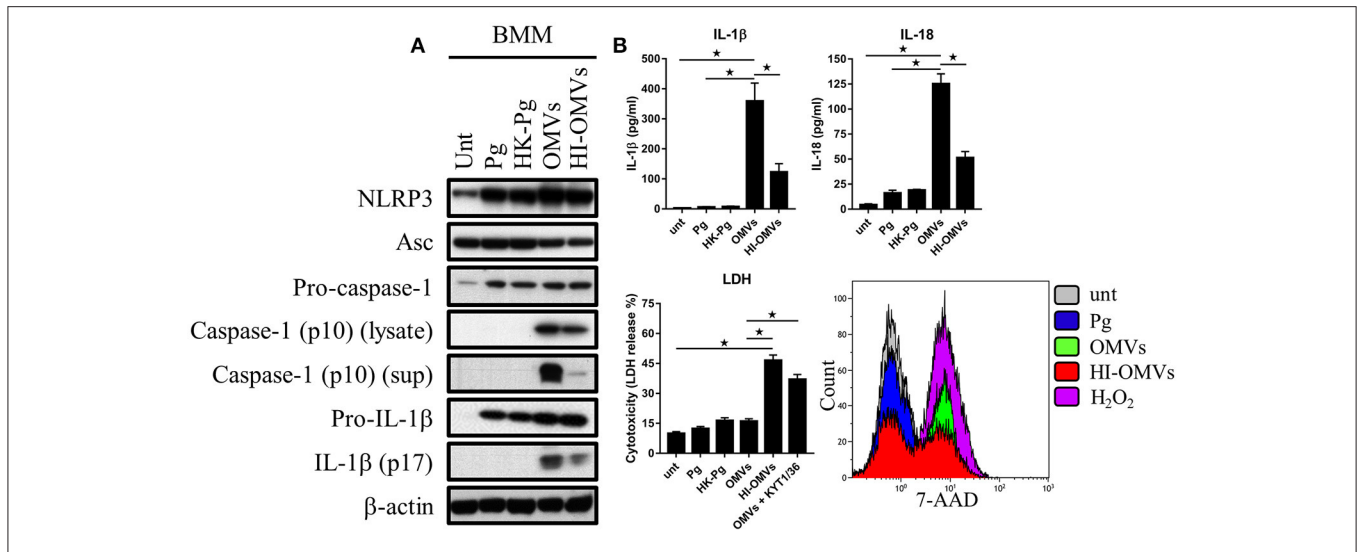 A
BMM
Unt
Pg
HK-Pg
OMVs
HI-OMVs
NLRP3
Asc
Pro-caspase-1
Caspase-1 (p10) (lysate)
Caspase-1 (p10) (sup)
Pro-IL-1β
IL-1β (p17)
β-actin
B
IL-1β
★
★
★
IL-1β (pg/ml)
500
400
300
200
100
0
unt
Pg
HK-Pg
OMVs
HI-OMVs
IL-18
★
★
★
IL-18 (pg/ml)
150
125
100
75
50
25
0
unt
Pg
HK-Pg
OMVs
HI-OMVs
LDH
★
★
★
Cytotoxicity (LDH release %)
75
60
45
30
15
0
unt
Pg
HK-Pg
OMVs
HI-OMVs
OMVs + KYT1/36
Count
100
80
60
40
20
0
10⁰
10¹
10²
10³
7-AAD
unt
Pg
OMVs
HI-OMVs
H₂O₂